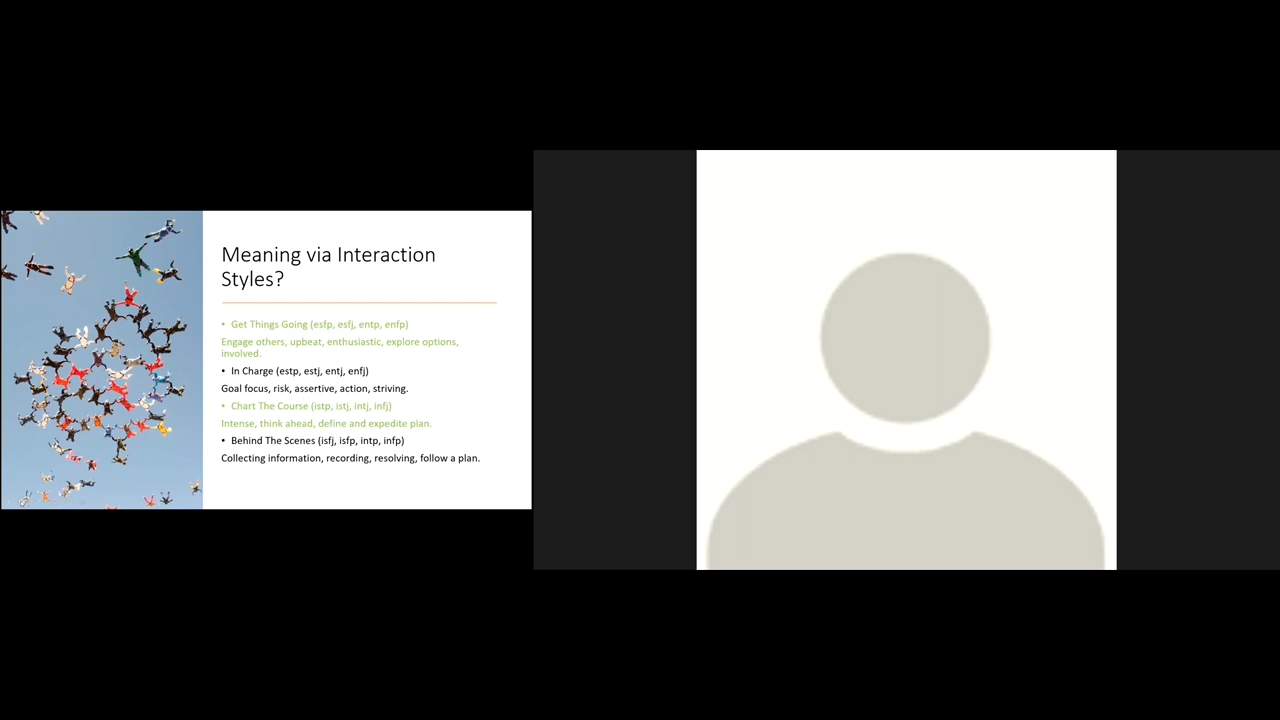 Meaning via Interaction
Styles?
• Get Things Going (esfp, esfj, entp, enfp)
Engage others, upbeat, enthusiastic, explore options,
involved.
• In Charge (estp, estj, entj, enfj)
Goal focus, risk, assertive, action, striving.
• Chart The Course (istp, istj, intj, infj)
Intense, think ahead, define and expedite plan.
• Behind The Scenes (isfj, isfp, intp, infp)
Collecting information, recording, resolving, follow a plan.